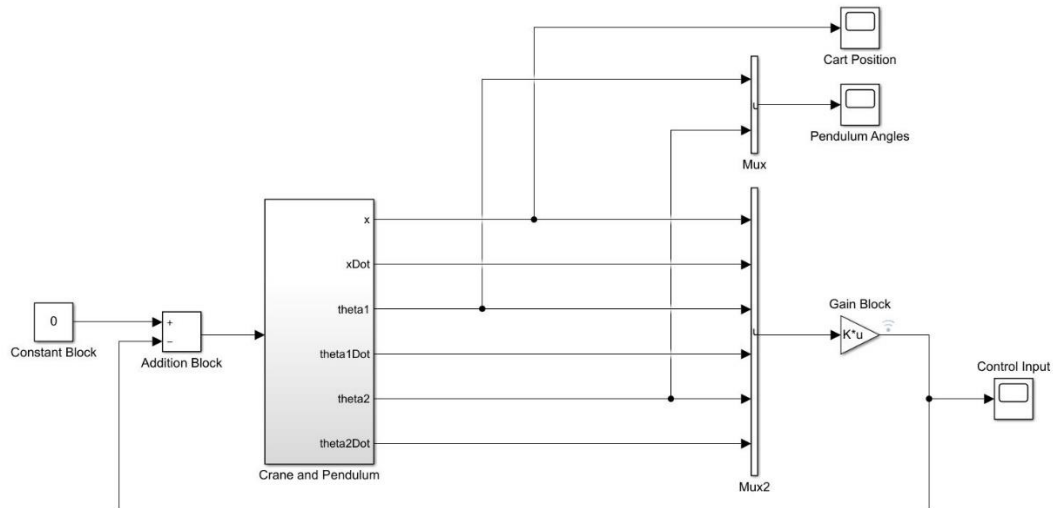 Cart Position
Pendulum Angles
Mux
x
xDot
theta1
theta1Dot
theta2
theta2Dot
Crane and Pendulum
0
Constant Block
+
−
Addition Block
Mux2
Gain Block
K*u
Control Input